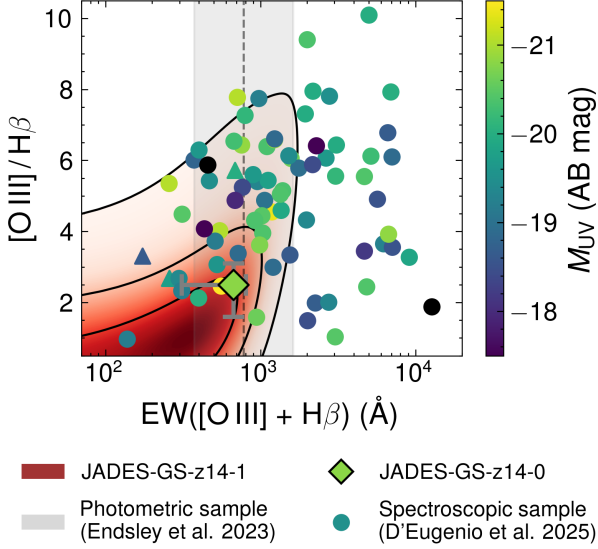 10
8
6
4
2
[O III] / Hβ
10²
10³
10⁴
EW([O III] + Hβ) (Å)
−21
−20
−19
−18
M_UV (AB mag)
JADES-GS-z14-1
JADES-GS-z14-0
Photometric sample
(Endsley et al. 2023)
Spectroscopic sample
(D'Eugenio et al. 2025)